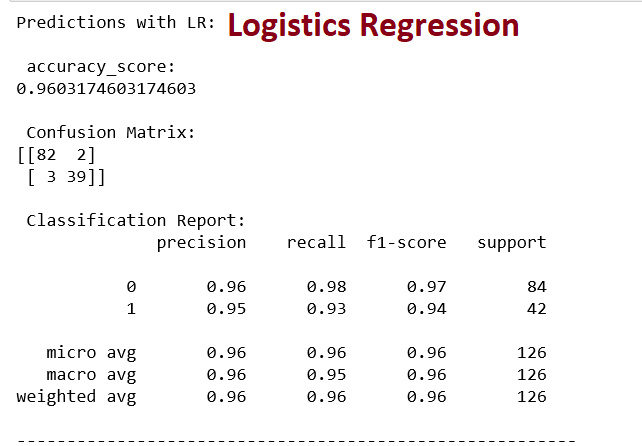 Predictions with LR: Logistics Regression
accuracy_score:
0.9603174603174603
Confusion Matrix:
[[82  2]
[ 3 39]]
Classification Report:
precision    recall  f1-score   support
0       0.96      0.98      0.97        84
1       0.95      0.93      0.94        42
micro avg       0.96      0.96      0.96       126
macro avg       0.96      0.95      0.96       126
weighted avg       0.96      0.96      0.96       126
--------------------------------------------------------